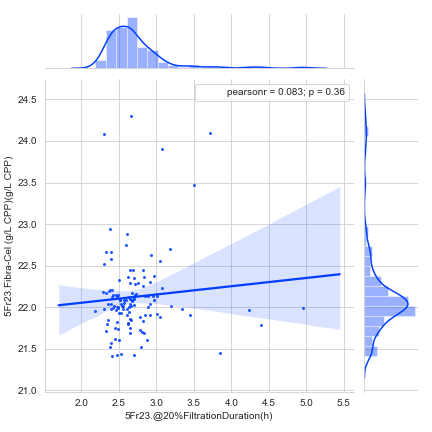 pearsonr = 0.083; p = 0.36
24.5
24.0
23.5
23.0
22.5
22.0
21.5
21.0
5Fr23.Fibra-Cel (g/L CPP)(g/L CPP)
2.0 2.5 3.0 3.5 4.0 4.5 5.0 5.5
5Fr23.@20%FiltrationDuration(h)